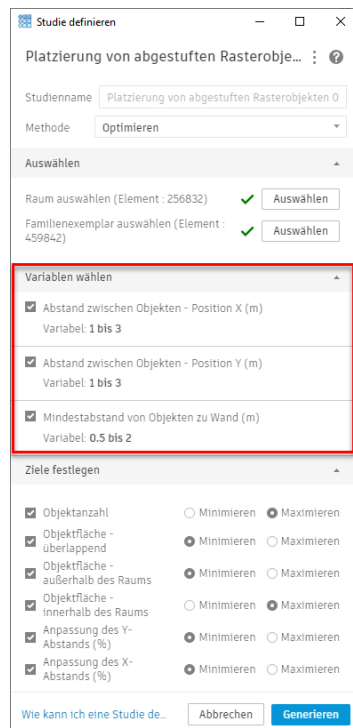 Studie definieren
Platzierung von abgestuften Rasterobje...
Studienname Platzierung von abgestuften Rasterobjekten 0
Methode Optimieren
Auswählen
Raum auswählen (Element : 256832) Auswählen
Familienexemplar auswählen (Element :
459842) Auswählen
Variablen wählen
Abstand zwischen Objekten - Position X (m)
Variabel: 1 bis 3
Abstand zwischen Objekten - Position Y (m)
Variabel: 1 bis 3
Mindestabstand von Objekten zu Wand (m)
Variabel: 0.5 bis 2
Ziele festlegen
Objektanzahl Minimieren Maximieren
Objektfläche -
überlappend Minimieren Maximieren
Objektfläche -
außerhalb des Raums Minimieren Maximieren
Objektfläche -
innerhalb des Raums Minimieren Maximieren
Anpassung des Y-
Abstands (%) Minimieren Maximieren
Anpassung des X-
Abstands (%) Minimieren Maximieren
Wie kann ich eine Studie de... Abbrechen Generieren